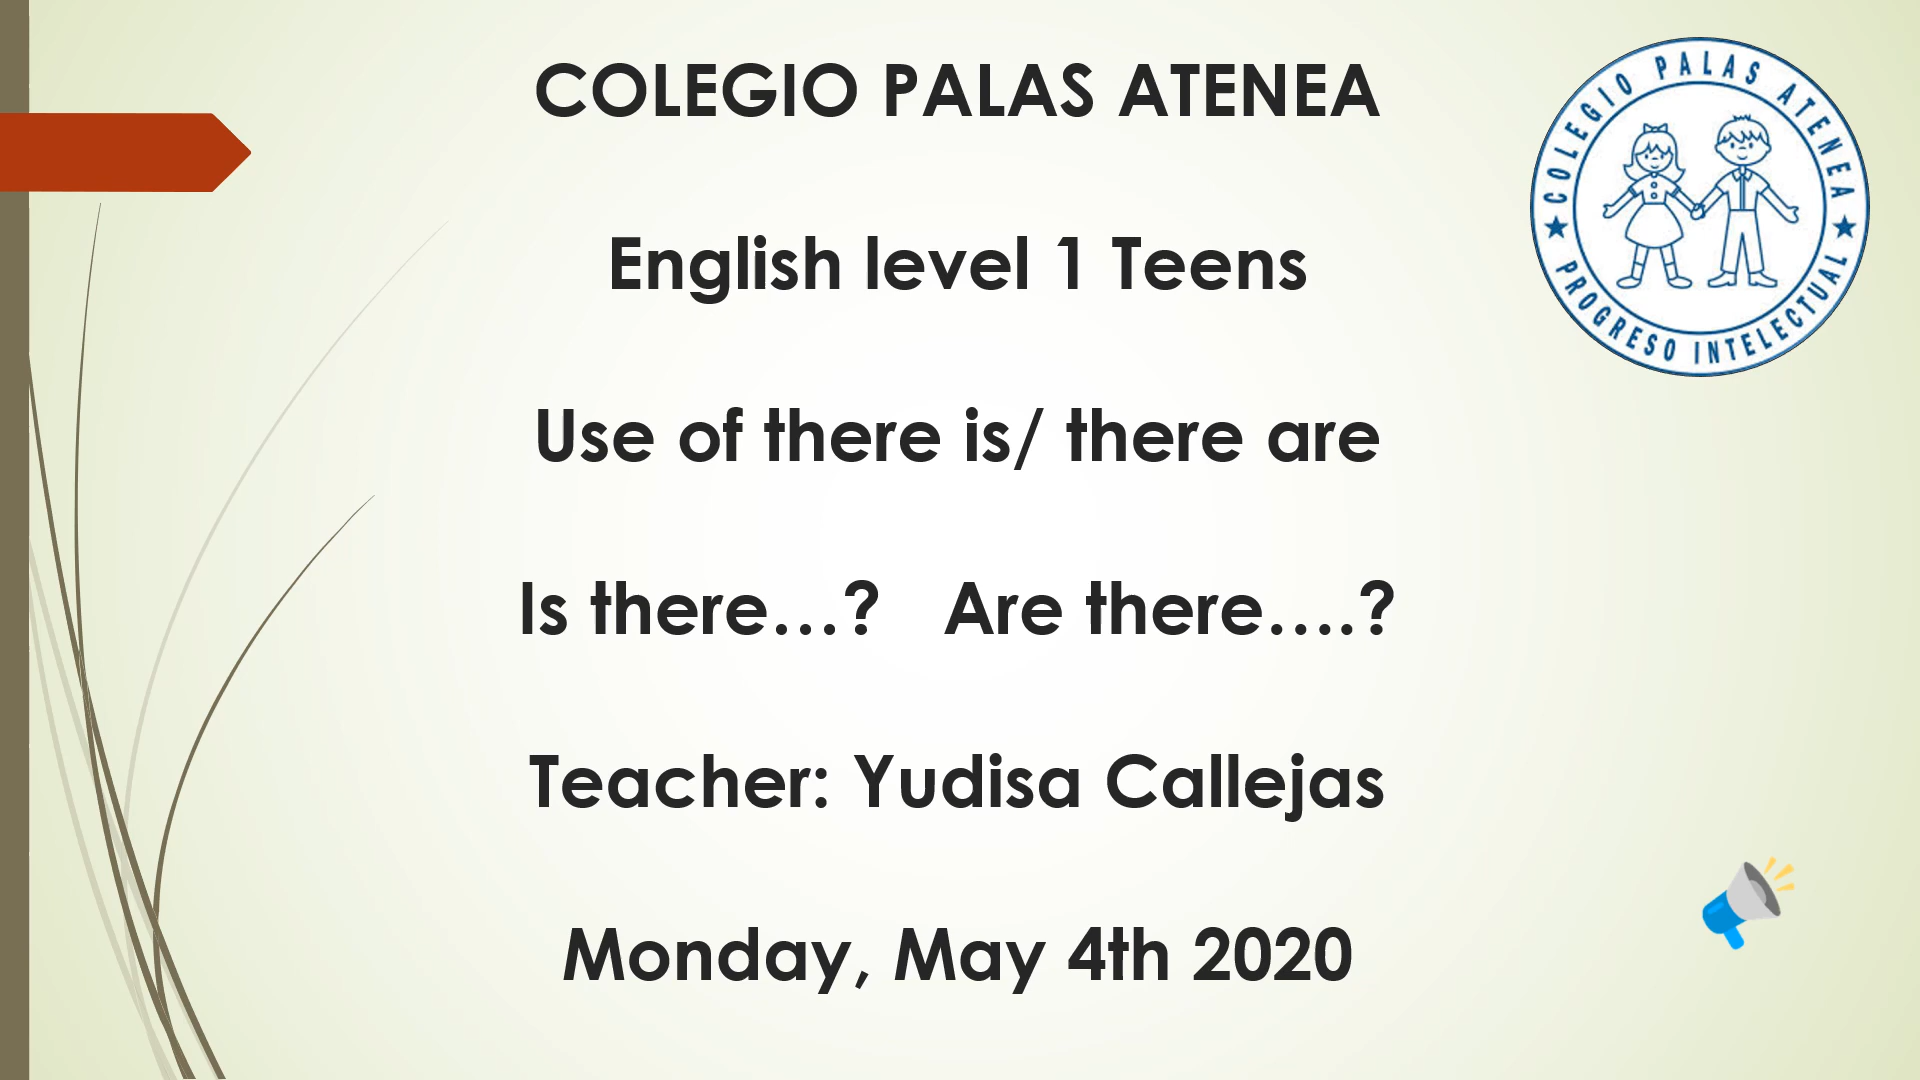 COLEGIO PALAS ATENEA
English level 1 Teens
Use of there is/ there are
Is there…? Are there….?
Teacher: Yudisa Callejas
Monday, May 4th 2020
COLEGIO PALAS ATENEA
PROGRESO INTELECTUAL